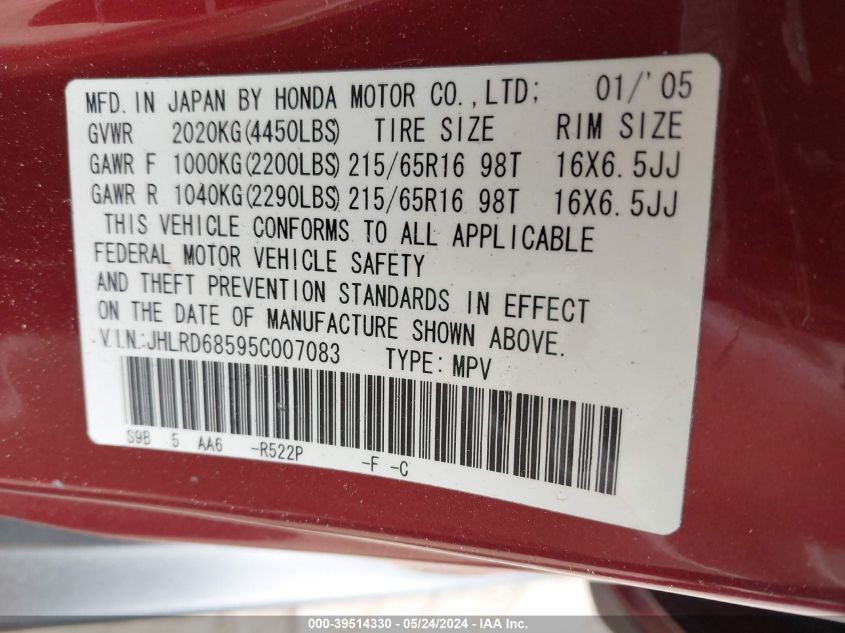 MFD. IN JAPAN BY HONDA MOTOR CO., LTD; 01/'05
GVWR 2020KG(4450LBS) TIRE SIZE RIM SIZE
GAWR F 1000KG(2200LBS) 215/65R16 98T 16X6.5JJ
GAWR R 1040KG(2290LBS) 215/65R16 98T 16X6.5JJ
THIS VEHICLE CONFORMS TO ALL APPLICABLE
FEDERAL MOTOR VEHICLE SAFETY
AND THEFT PREVENTION STANDARDS IN EFFECT
ON THE DATE OF MANUFACTURE SHOWN ABOVE.
V.I.N.:JHLRD68595C007083 TYPE: MPV
S9B 5 AA6 -R522P -F -C
000-39514330 - 05/24/2024 - IAA Inc.